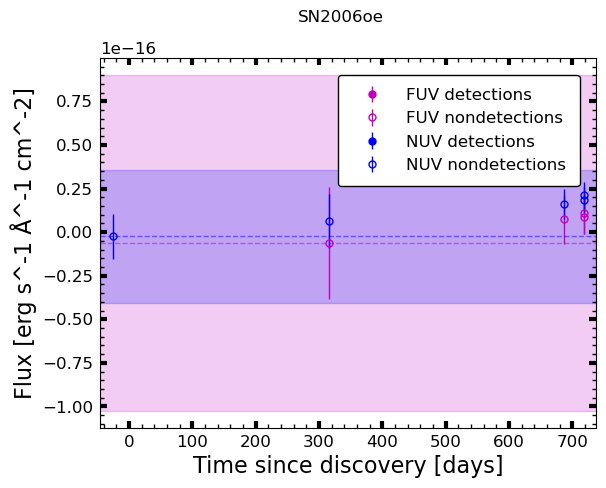 SN2006oe
1e−16
FUV detections
FUV nondetections
NUV detections
NUV nondetections
0.75
0.50
0.25
0.00
−0.25
−0.50
−0.75
−1.00
Flux [erg s^-1 Å^-1 cm^-2]
0 100 200 300 400 500 600 700
Time since discovery [days]